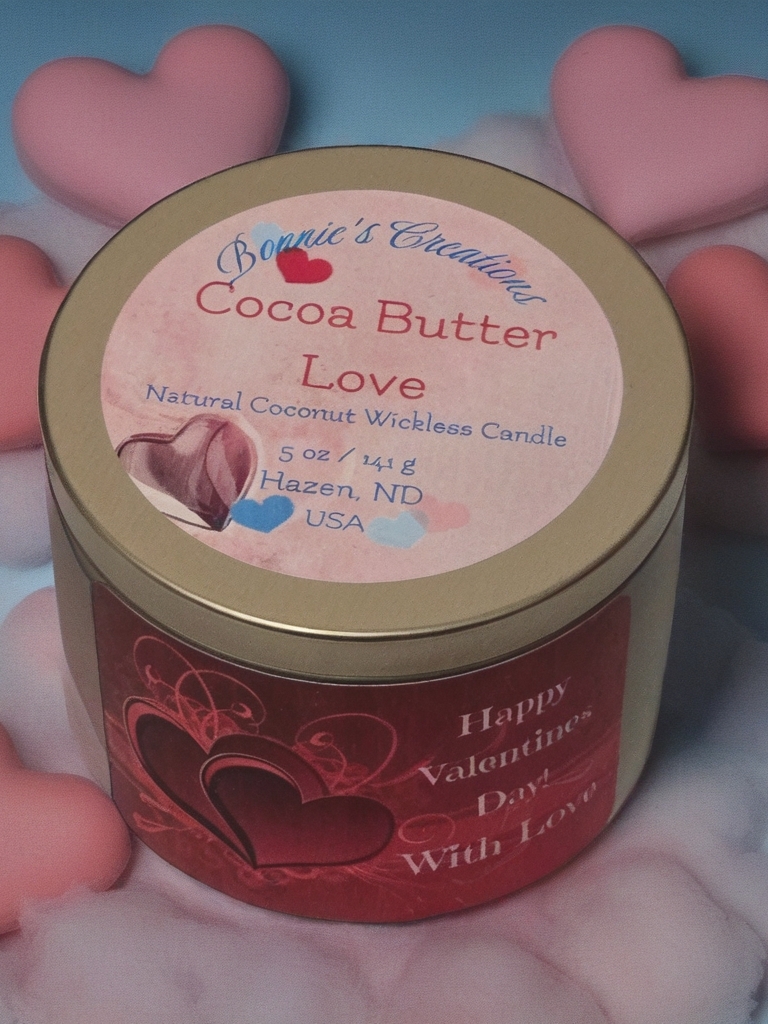 Bonnie's Creations
Cocoa Butter
Love
Natural Coconut Wickless Candle
5 oz / 141 g
Hazen, ND
USA
Happy
Valentines
Day!
With Love